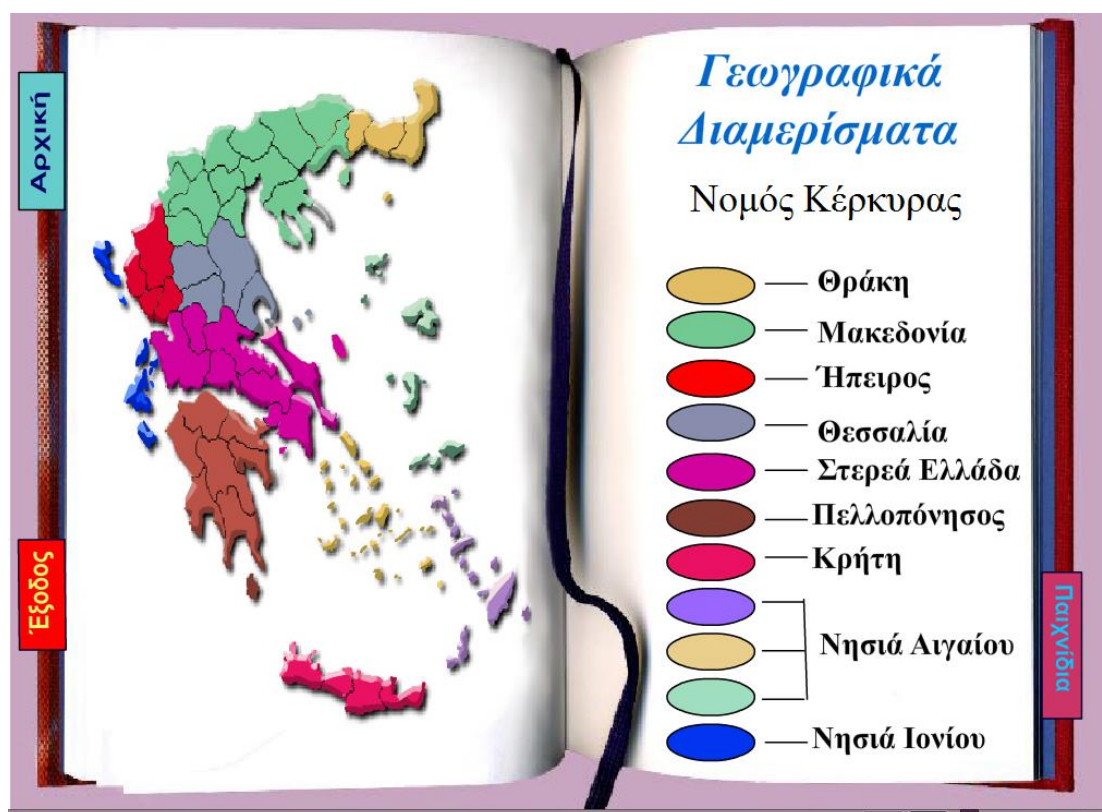 Αρχική
Έξοδος
Γεωγραφικά
Διαμερίσματα
Νομός Κέρκυρας
Θράκη
Μακεδονία
Ήπειρος
Θεσσαλία
Στερεά Ελλάδα
Πελλοπόνησος
Κρήτη
Νησιά Αιγαίου
Νησιά Ιονίου
Παιχνίδια